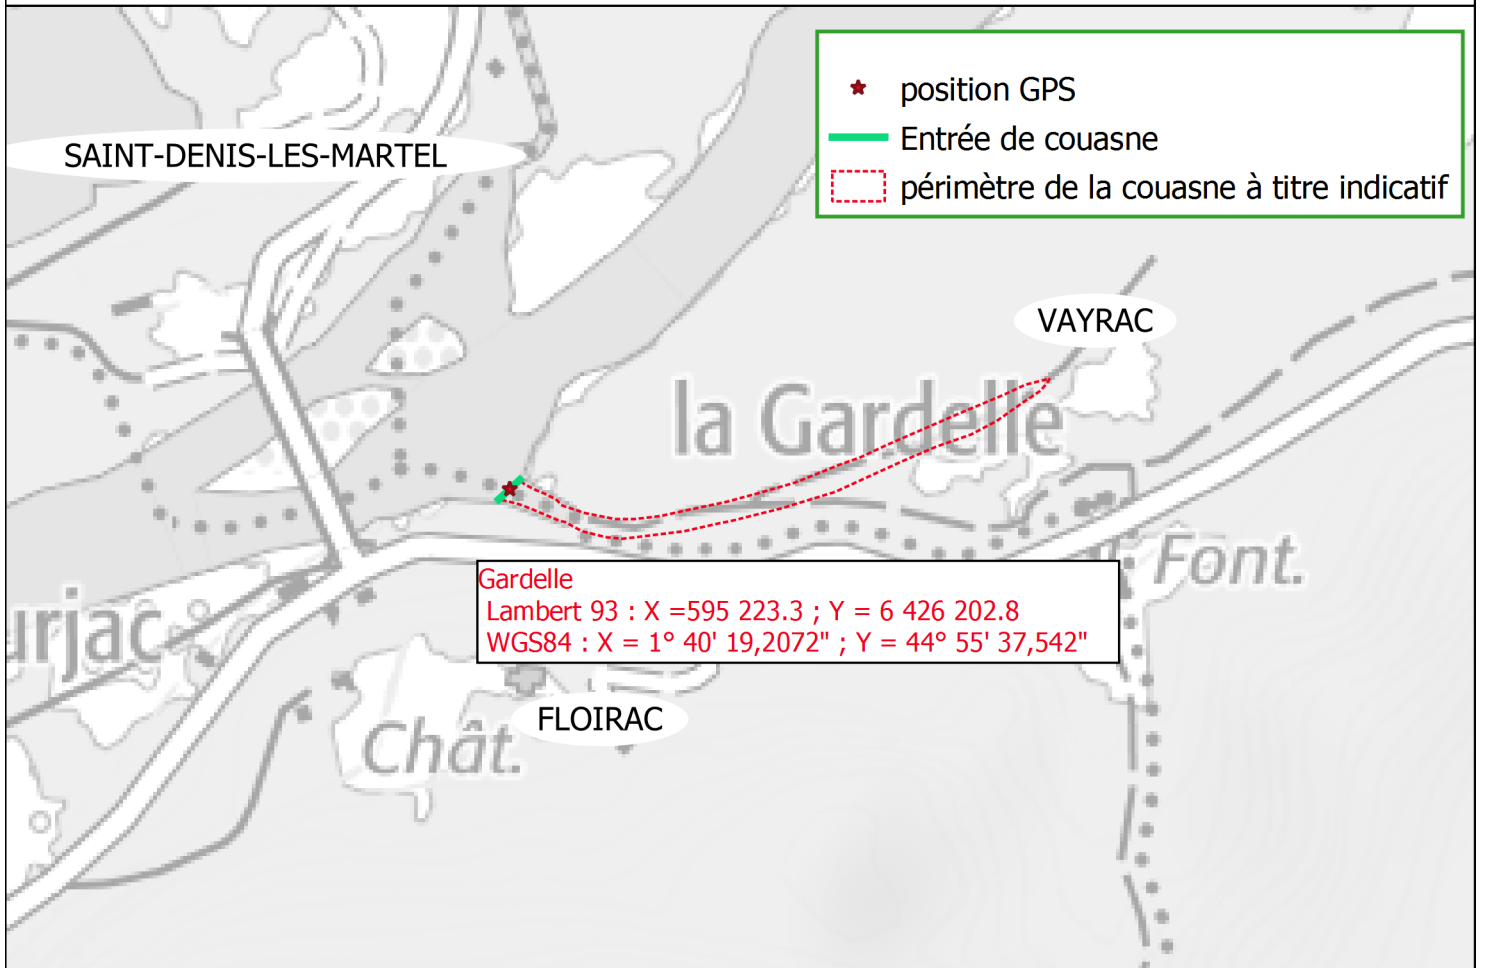 position GPS
Entrée de couasne
périmètre de la couasne à titre indicatif
SAINT-DENIS-LES-MARTEL
VAYRAC
la Gardelle
Font.
Gardelle
Lambert 93 : X =595 223.3 ; Y = 6 426 202.8
WGS84 : X = 1° 40' 19,2072" ; Y = 44° 55' 37,542"
urjac
FLOIRAC
Chât.